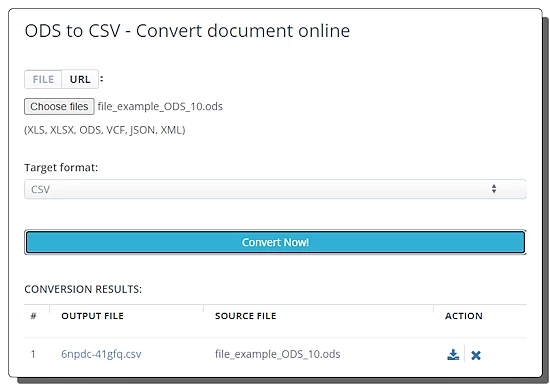 ODS to CSV - Convert document online
FILE URL :
Choose files file_example_ODS_10.ods
(XLS, XLSX, ODS, VCF, JSON, XML)
Target format:
CSV
Convert Now!
CONVERSION RESULTS:
# OUTPUT FILE SOURCE FILE ACTION
1 6npdc-41gfq.csv file_example_ODS_10.ods